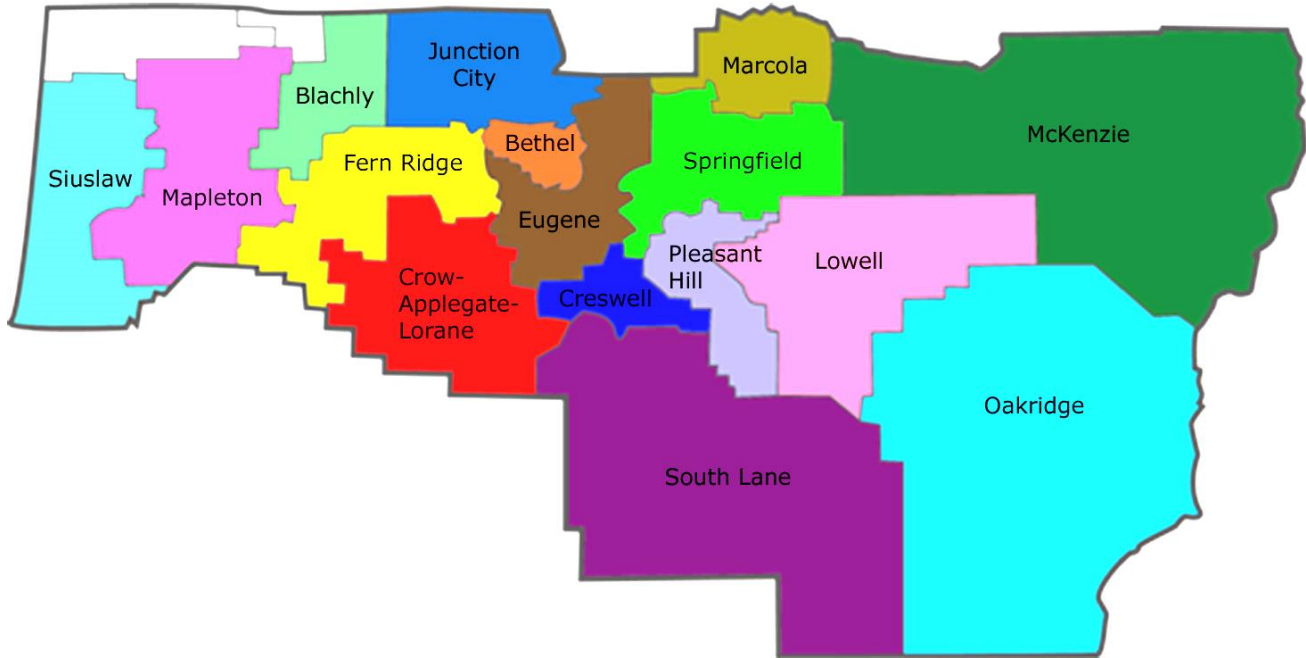 Junction
City
Marcola
Blachly
McKenzie
Bethel
Fern Ridge
Springfield
Siuslaw
Mapleton
Eugene
Pleasant
Hill
Lowell
Crow-
Applegate-
Lorane
Creswell
Oakridge
South Lane